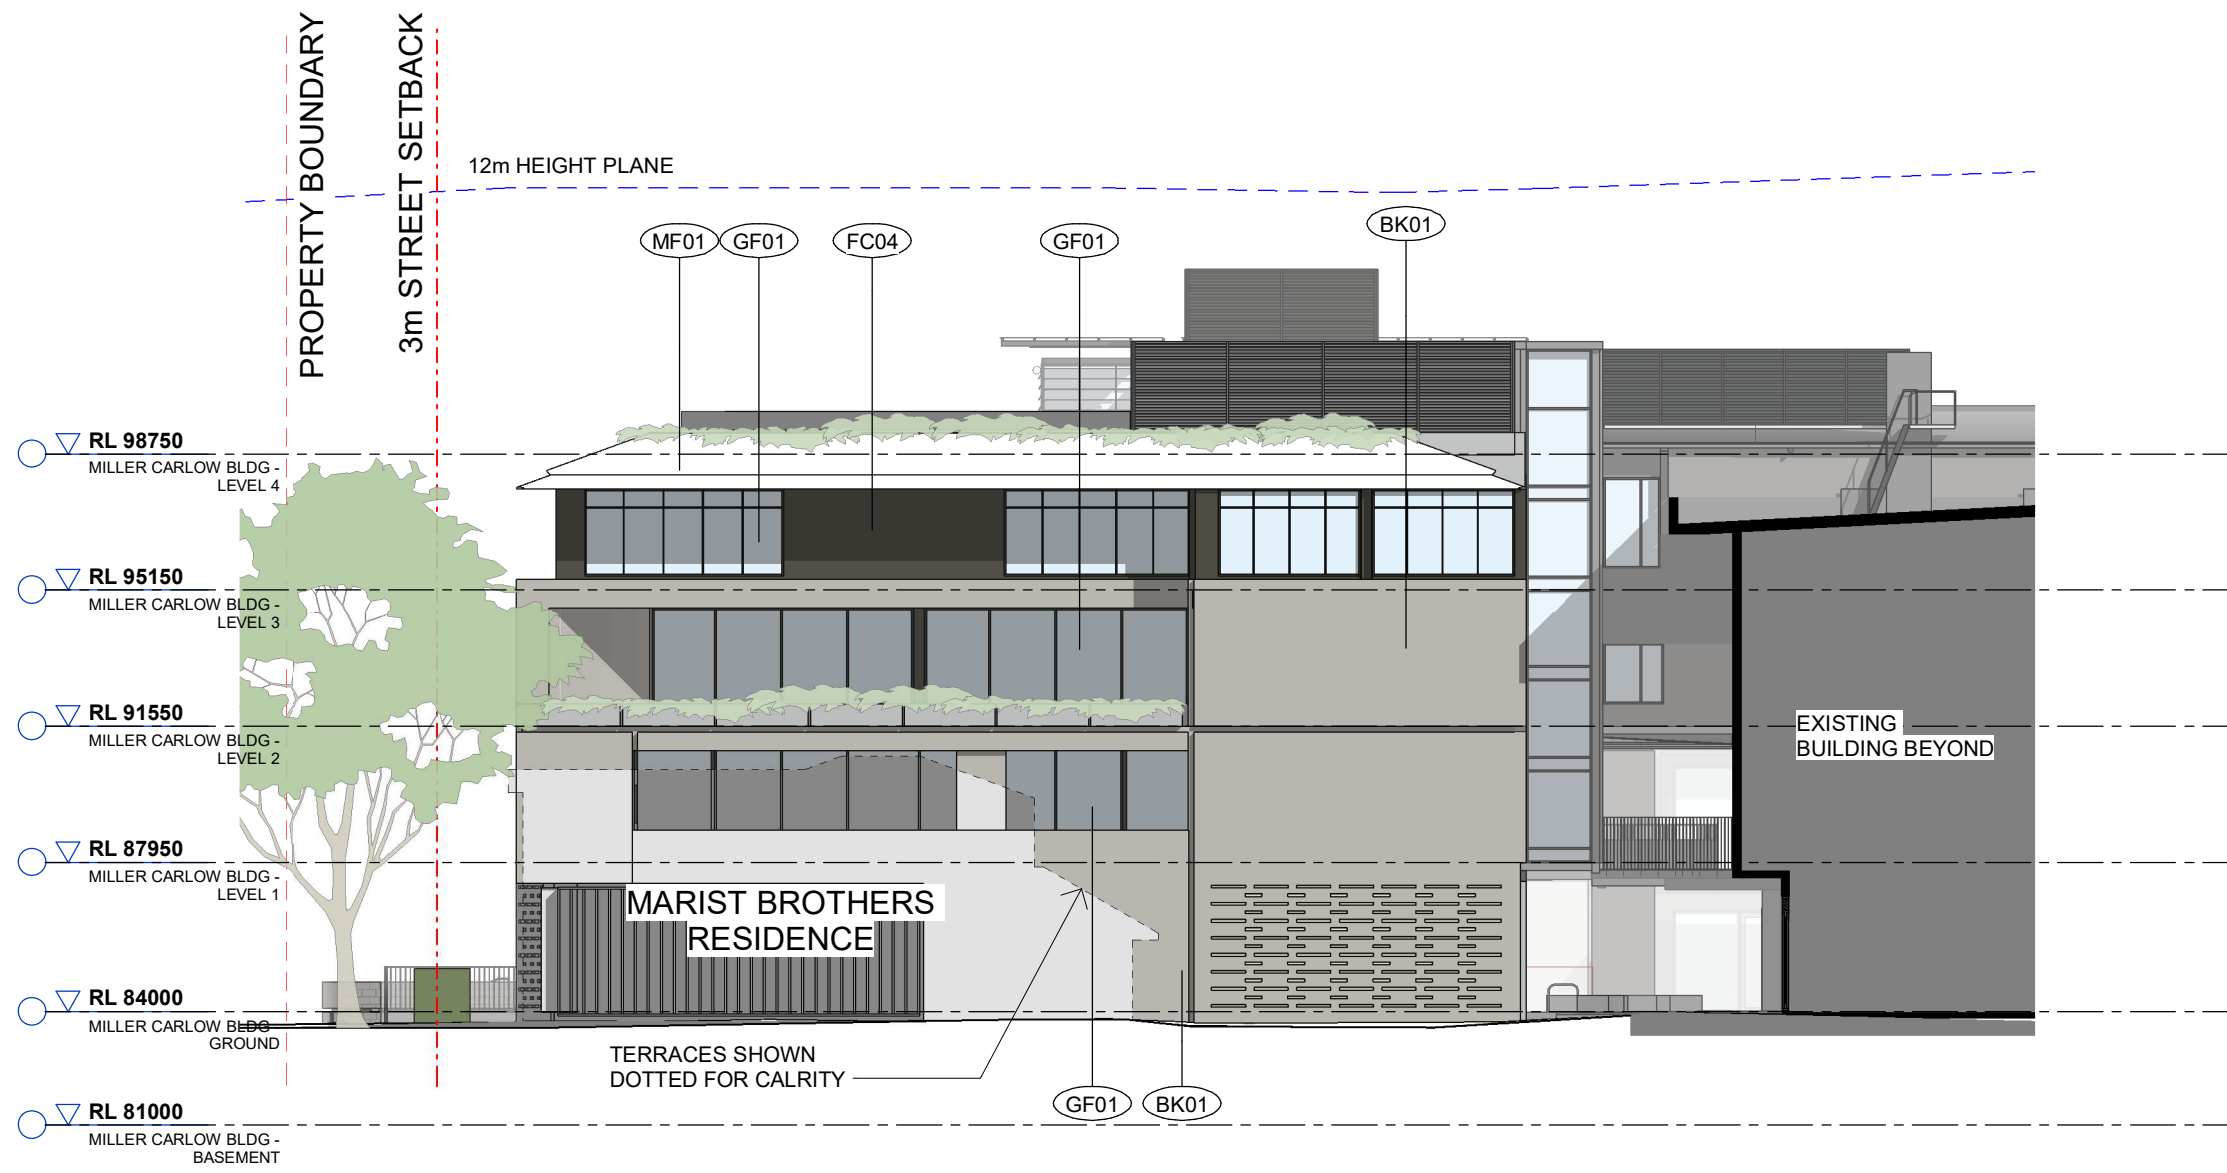 PROPERTY BOUNDARY
3m STREET SETBACK
12m HEIGHT PLANE
MF01
GF01
FC04
GF01
BK01
RL 98750
MILLER CARLOW BLDG -
LEVEL 4
RL 95150
MILLER CARLOW BLDG -
LEVEL 3
RL 91550
MILLER CARLOW BLDG -
LEVEL 2
EXISTING
BUILDING BEYOND
RL 87950
MILLER CARLOW BLDG -
LEVEL 1
MARIST BROTHERS
RESIDENCE
RL 84000
MILLER CARLOW BLDG -
GROUND
TERRACES SHOWN
DOTTED FOR CALRITY
GF01
BK01
RL 81000
MILLER CARLOW BLDG -
BASEMENT